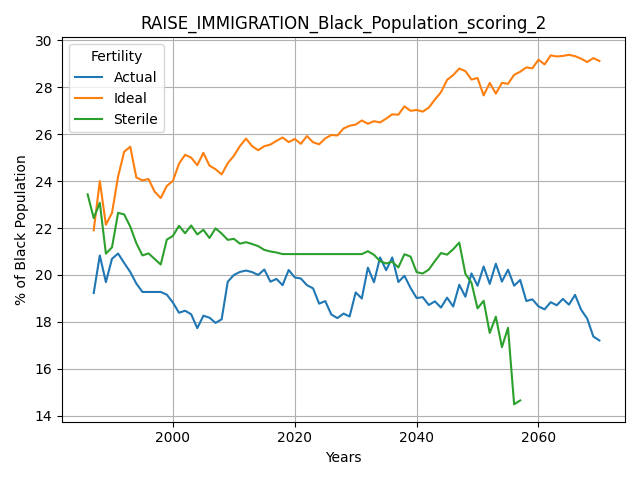 RAISE_IMMIGRATION_Black_Population_scoring_2
% of Black Population
30
28
26
24
22
20
18
16
14
Fertility
Actual
Ideal
Sterile
2000
2020
2040
2060
Years